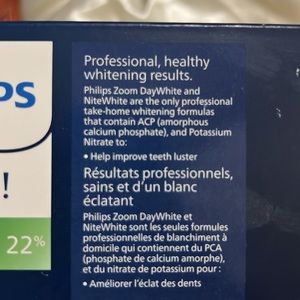 Professional, healthy
whitening results.
Philips Zoom DayWhite and
NiteWhite are the only professional
take-home whitening formulas
that contain ACP (amorphous
calcium phosphate), and Potassium
Nitrate to:
• Help improve teeth luster
Résultats professionnels,
sains et d'un blanc
éclatant
Philips Zoom DayWhite et
NiteWhite sont les seules formules
professionnelles de blanchiment à
domicile qui contiennent du PCA
(phosphate de calcium amorphe), et
du nitrate de potassium pour :
• Améliorer l'éclat des dents
PS
!
22%